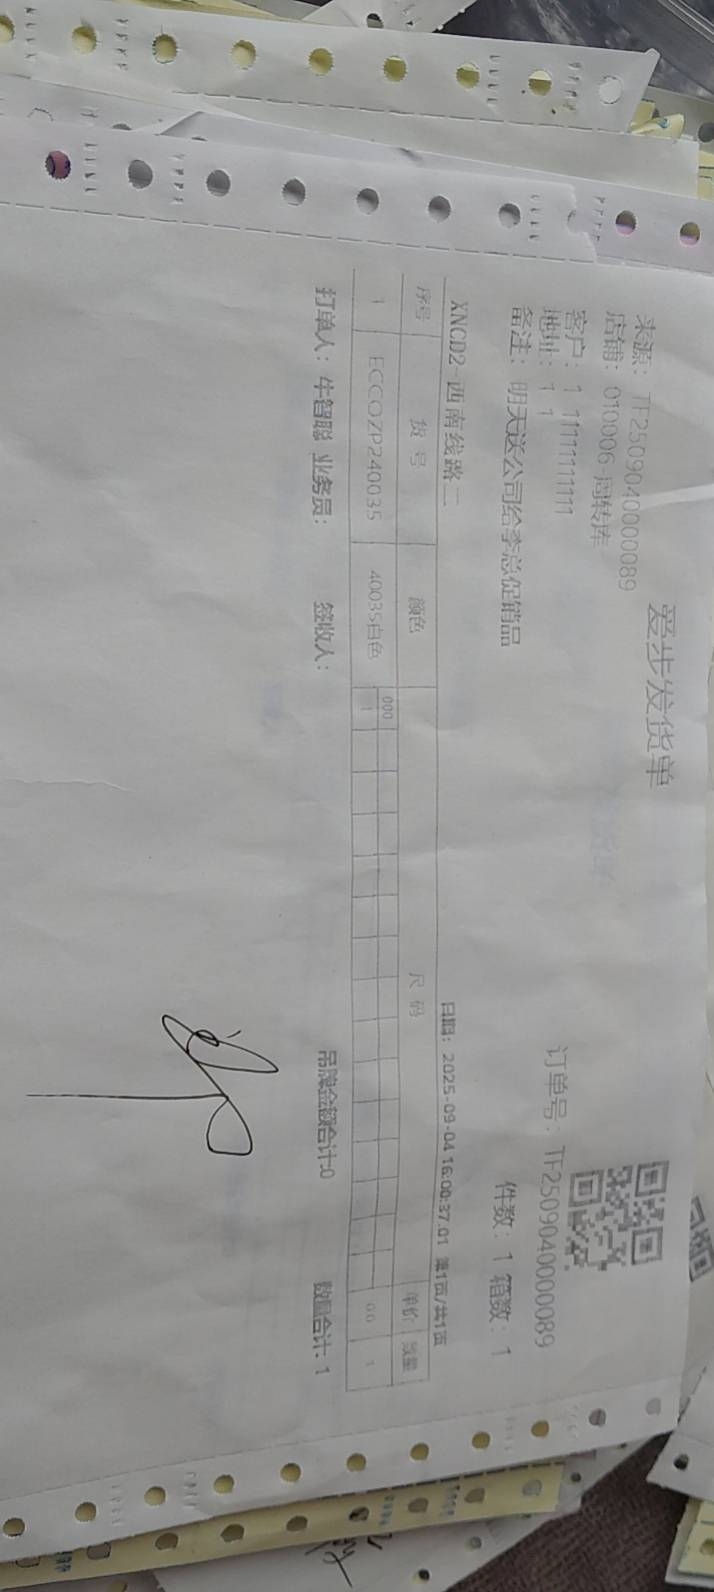 爱步发货单
来源： TF2509040000089
店铺： 010006-周转库
订单号： TF2509040000089
客户： 1 11111111111
地址： 1 1
备注： 明天送公司给李总促销品
件数：1 箱数：1
XNCD2-西南线路二
日期： 2025-09-04 16:00:37.01 第1页/共1页
序号 货号 颜色 尺码 单价 数量
000
1 ECCOZP240035 40035白色 1 0.0 1
打单人： 牛智聪 业务员： 签收人： 吊牌金额合计:0 数量合计: 1